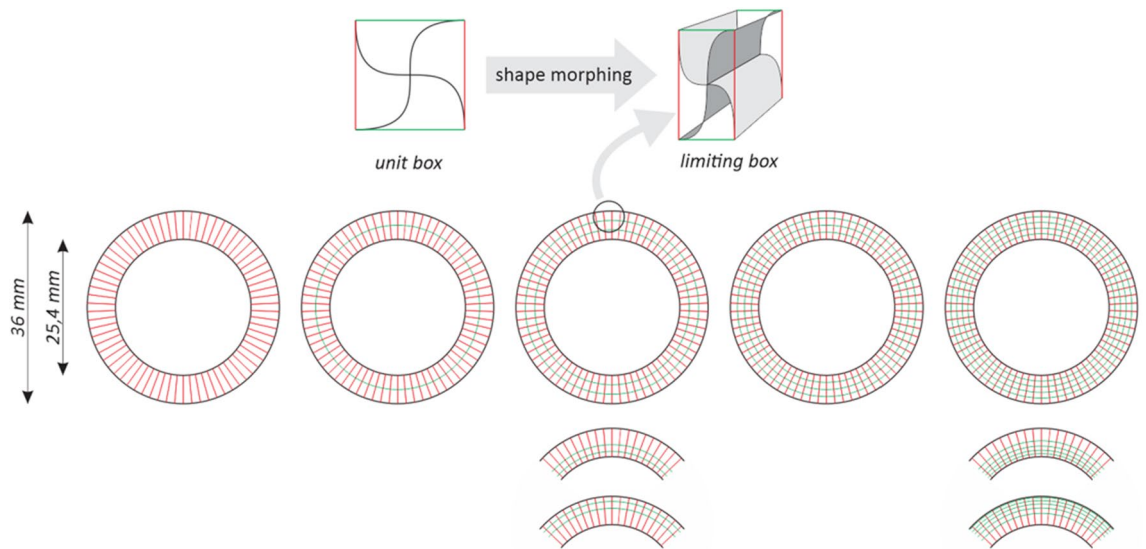 shape morphing
unit box
limiting box
36 mm
25,4 mm